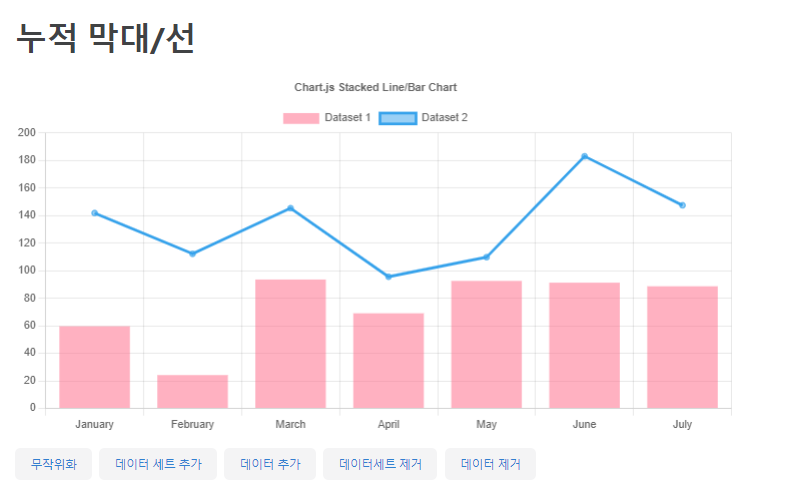 누적 막대/선
Chart.js Stacked Line/Bar Chart
Dataset 1 Dataset 2
200
180
160
140
120
100
80
60
40
20
0
January February March April May June July
무작위화 데이터 세트 추가 데이터 추가 데이터세트 제거 데이터 제거